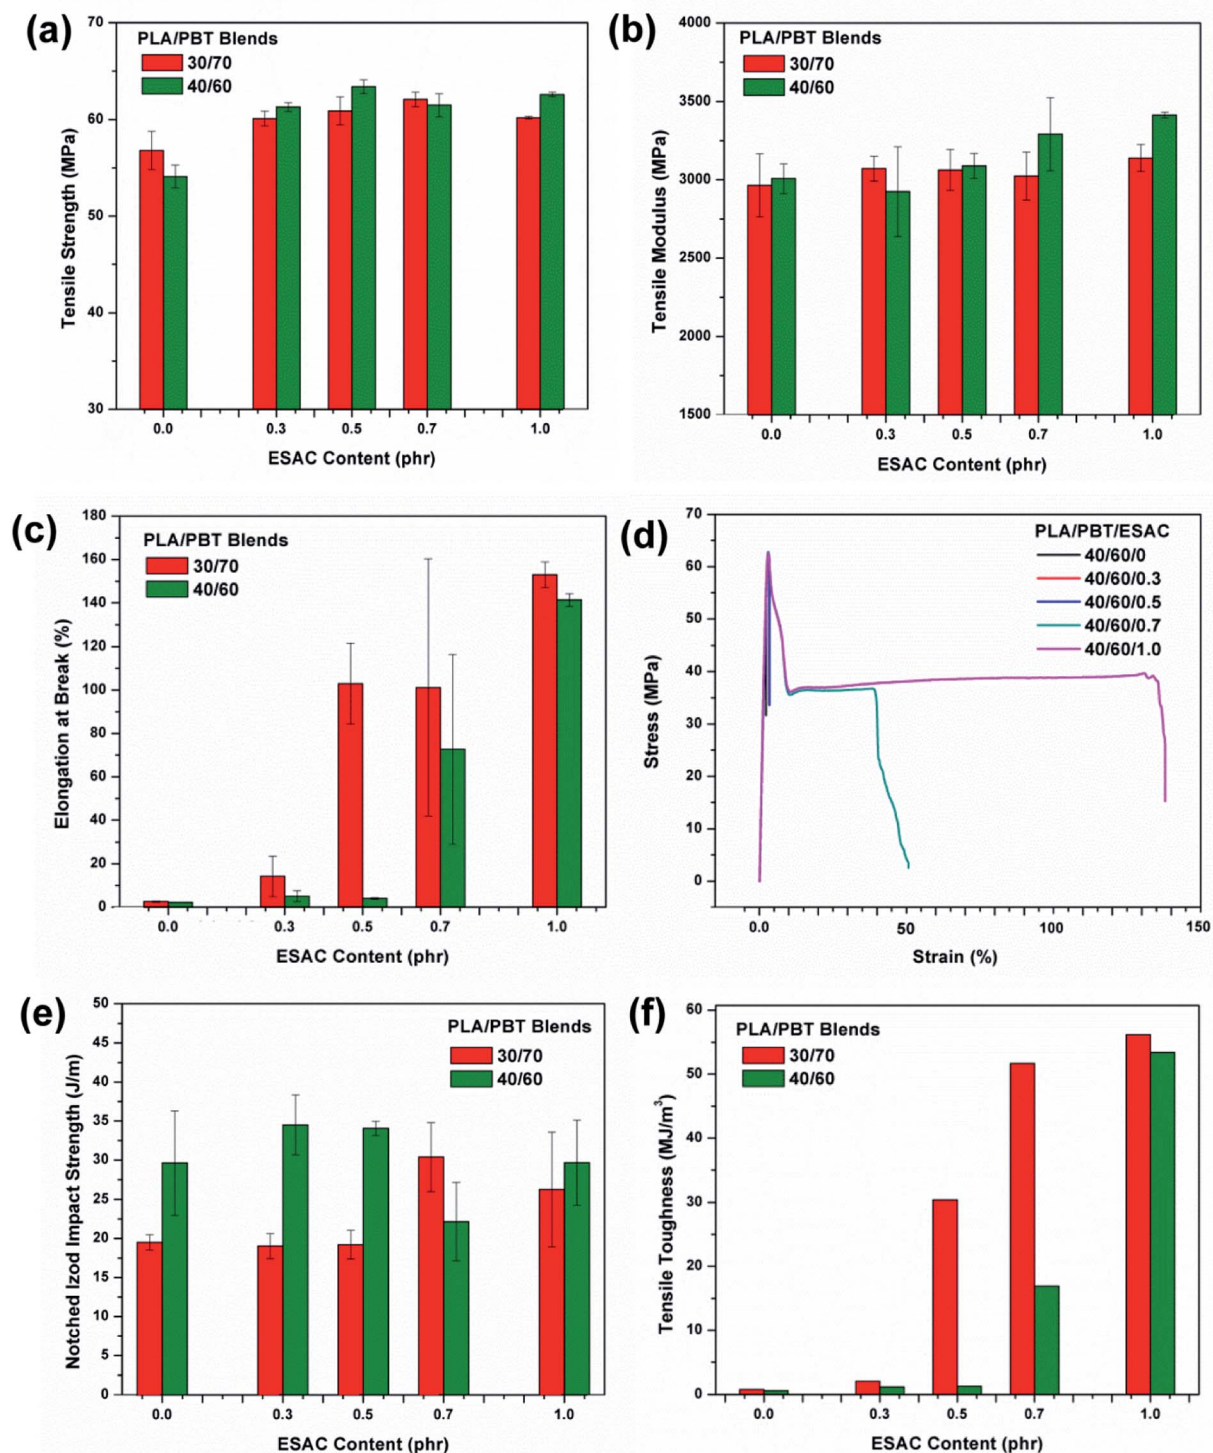 (a)
PLA/PBT Blends
30/70
40/60
Tensile Strength (MPa)
70
60
50
40
30
0.0 0.3 0.5 0.7 1.0
ESAC Content (phr)
(b)
PLA/PBT Blends
30/70
40/60
Tensile Modulus (MPa)
4000
3500
3000
2500
2000
1500
0.0 0.3 0.5 0.7 1.0
ESAC Content (phr)
(c)
PLA/PBT Blends
30/70
40/60
Elongation at Break (%)
180
160
140
120
100
80
60
40
20
0
0.0 0.3 0.5 0.7 1.0
ESAC Content (phr)
(d)
PLA/PBT/ESAC
40/60/0
40/60/0.3
40/60/0.5
40/60/0.7
40/60/1.0
Stress (MPa)
70
60
50
40
30
20
10
0
0.0 50 100 150
Strain (%)
(e)
PLA/PBT Blends
30/70
40/60
Notched Izod Impact Strength (J/m)
50
45
40
35
30
25
20
15
10
5
0
0.0 0.3 0.5 0.7 1.0
ESAC Content (phr)
(f)
PLA/PBT Blends
30/70
40/60
Tensile Toughness (MJ/m³)
60
50
40
30
20
10
0
0.0 0.3 0.5 0.7 1.0
ESAC Content (phr)